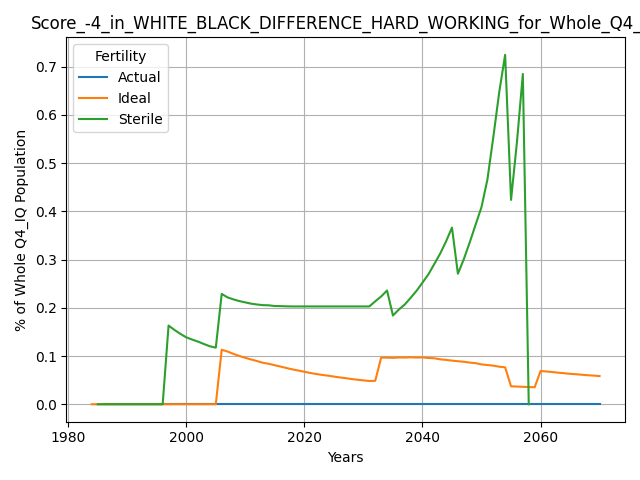 Score_-4_in_WHITE_BLACK_DIFFERENCE_HARD_WORKING_for_Whole_Q4_
Fertility
Actual
Ideal
Sterile
% of Whole Q4_IQ Population
0.7
0.6
0.5
0.4
0.3
0.2
0.1
0.0
1980 2000 2020 2040 2060
Years